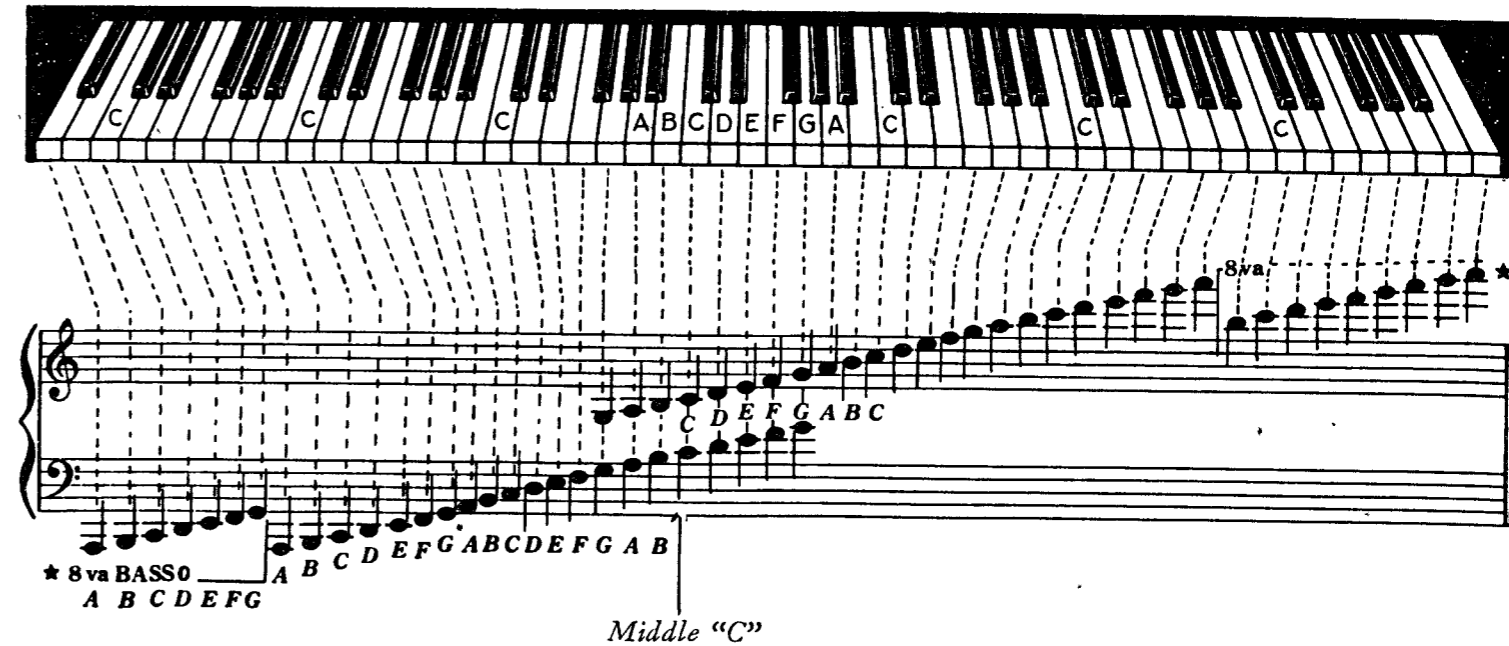 C C C A B C D E F G A C C C
8va ★
C D E F G A B C
A B C D E F G A B C D E F G A B
★ 8va BASSO
A B C D E F G
Middle “C”